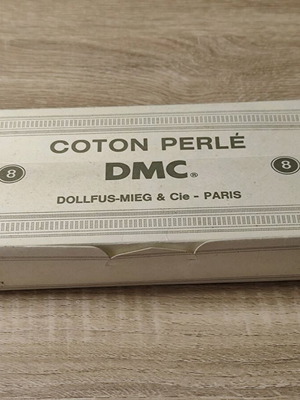 COTON PERLÉ
8 DMC® 8
DOLLFUS-MIEG & Cie - PARIS